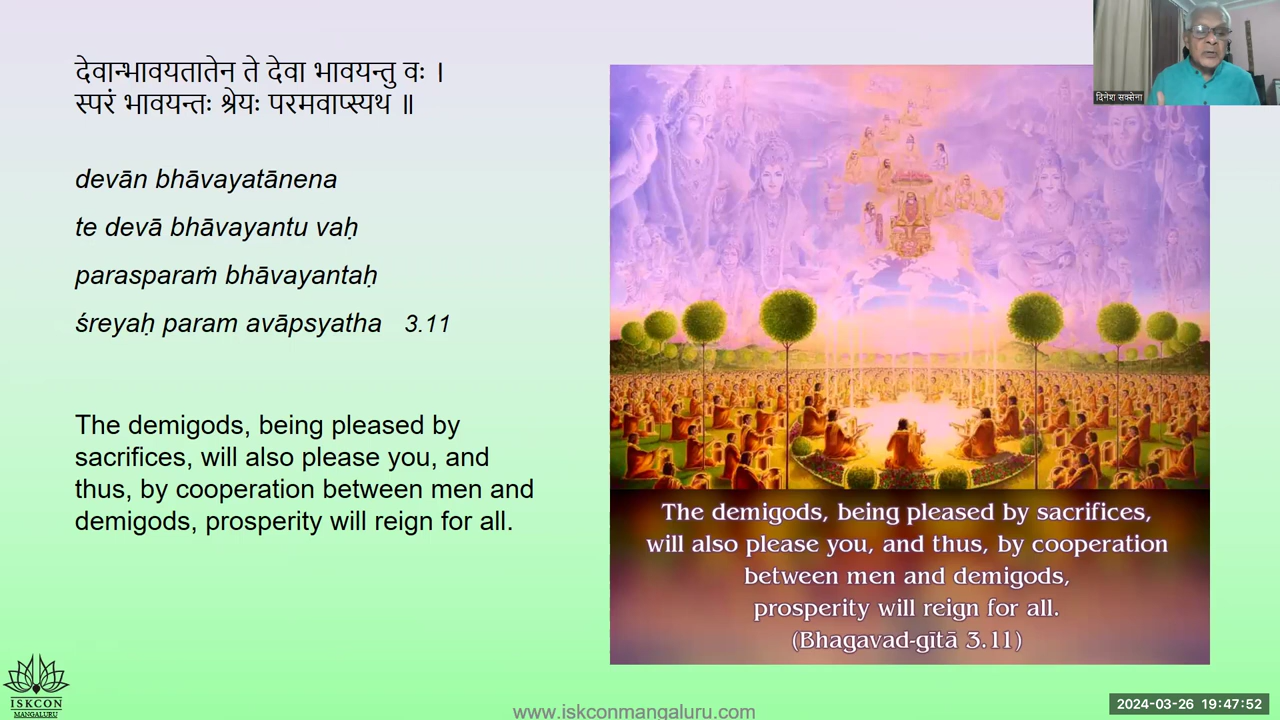 देवान्भावयतातेन ते देवा भावयन्तु वः ।
स्परं भावयन्तः श्रेयः परमवाप्स्यथ ॥
devān bhāvayatānena
te devā bhāvayantu vaḥ
parasparaṁ bhāvayantaḥ
śreyaḥ param avāpsyatha 3.11
The demigods, being pleased by
sacrifices, will also please you, and
thus, by cooperation between men and
demigods, prosperity will reign for all.
दिनेश सक्सेना
The demigods, being pleased by sacrifices,
will also please you, and thus, by cooperation
between men and demigods,
prosperity will reign for all.
(Bhagavad-gītā 3.11)
ISKCON
MANGALURU
www.iskconmangaluru.com
2024-03-26 19:47:52